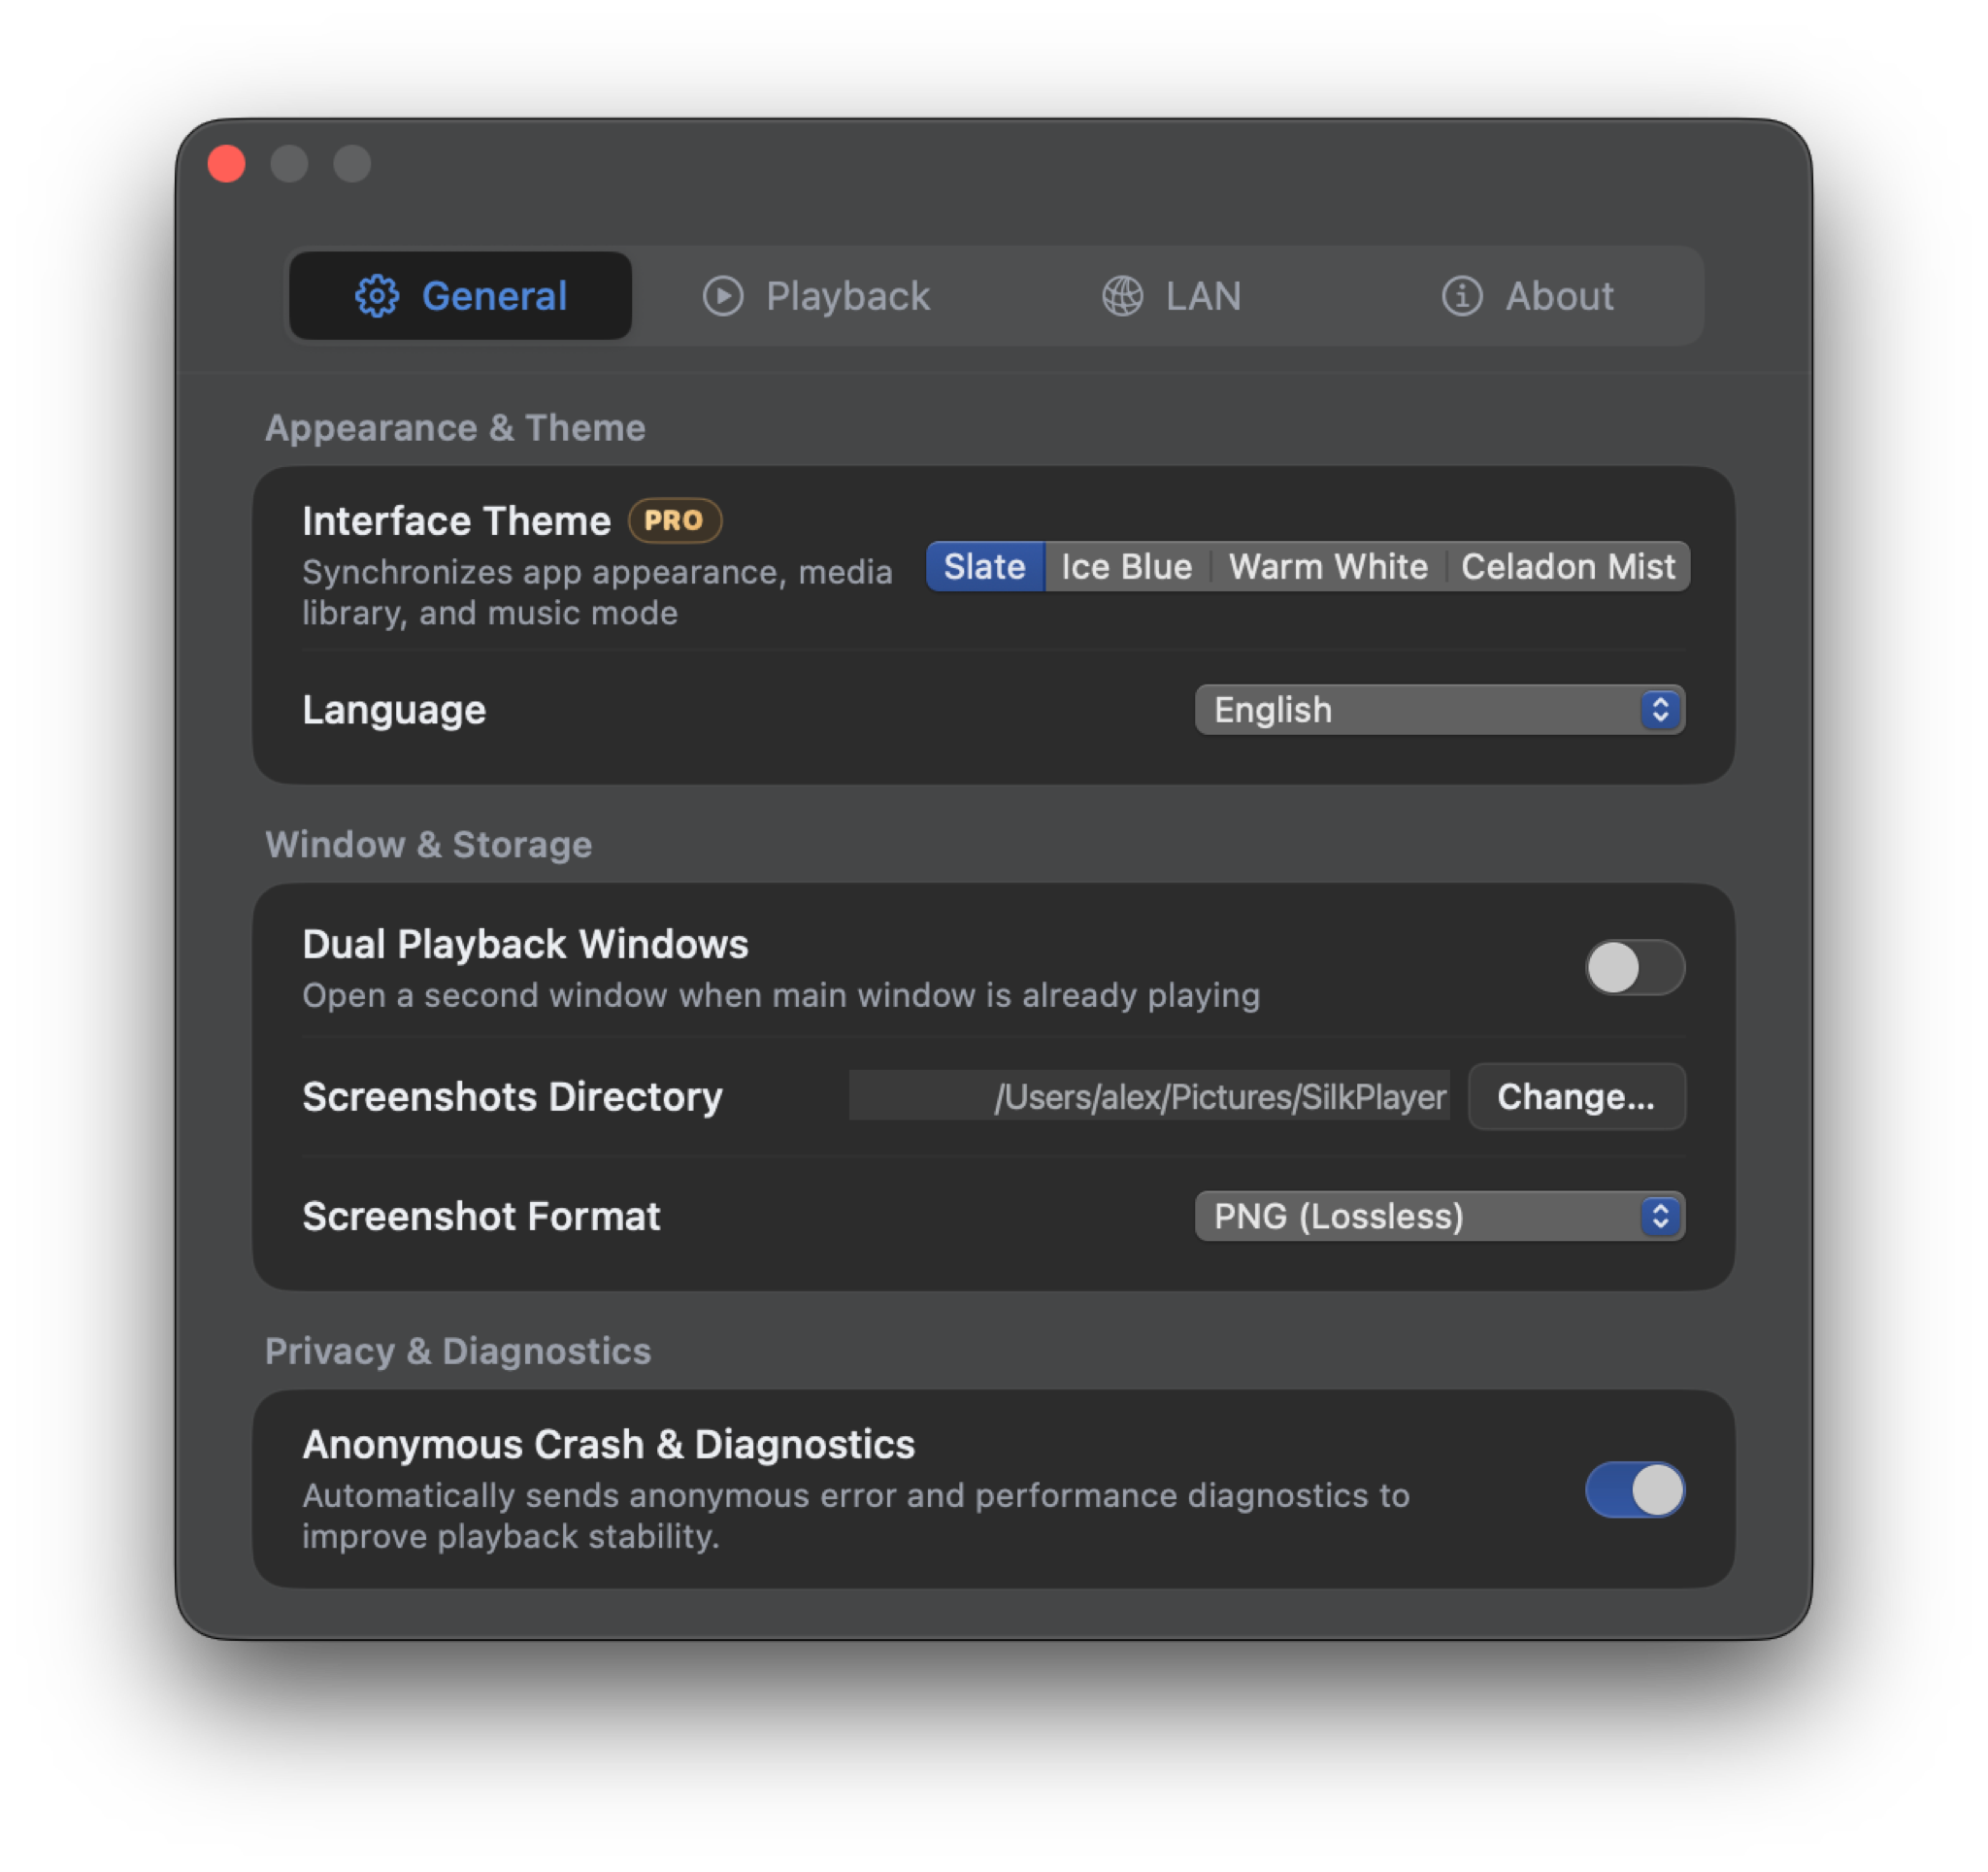 General
Playback
LAN
About
Appearance & Theme
Interface Theme PRO
Synchronizes app appearance, media
library, and music mode
Slate
Ice Blue
Warm White
Celadon Mist
Language
English
Window & Storage
Dual Playback Windows
Open a second window when main window is already playing
Screenshots Directory
/Users/alex/Pictures/SilkPlayer
Change...
Screenshot Format
PNG (Lossless)
Privacy & Diagnostics
Anonymous Crash & Diagnostics
Automatically sends anonymous error and performance diagnostics to
improve playback stability.